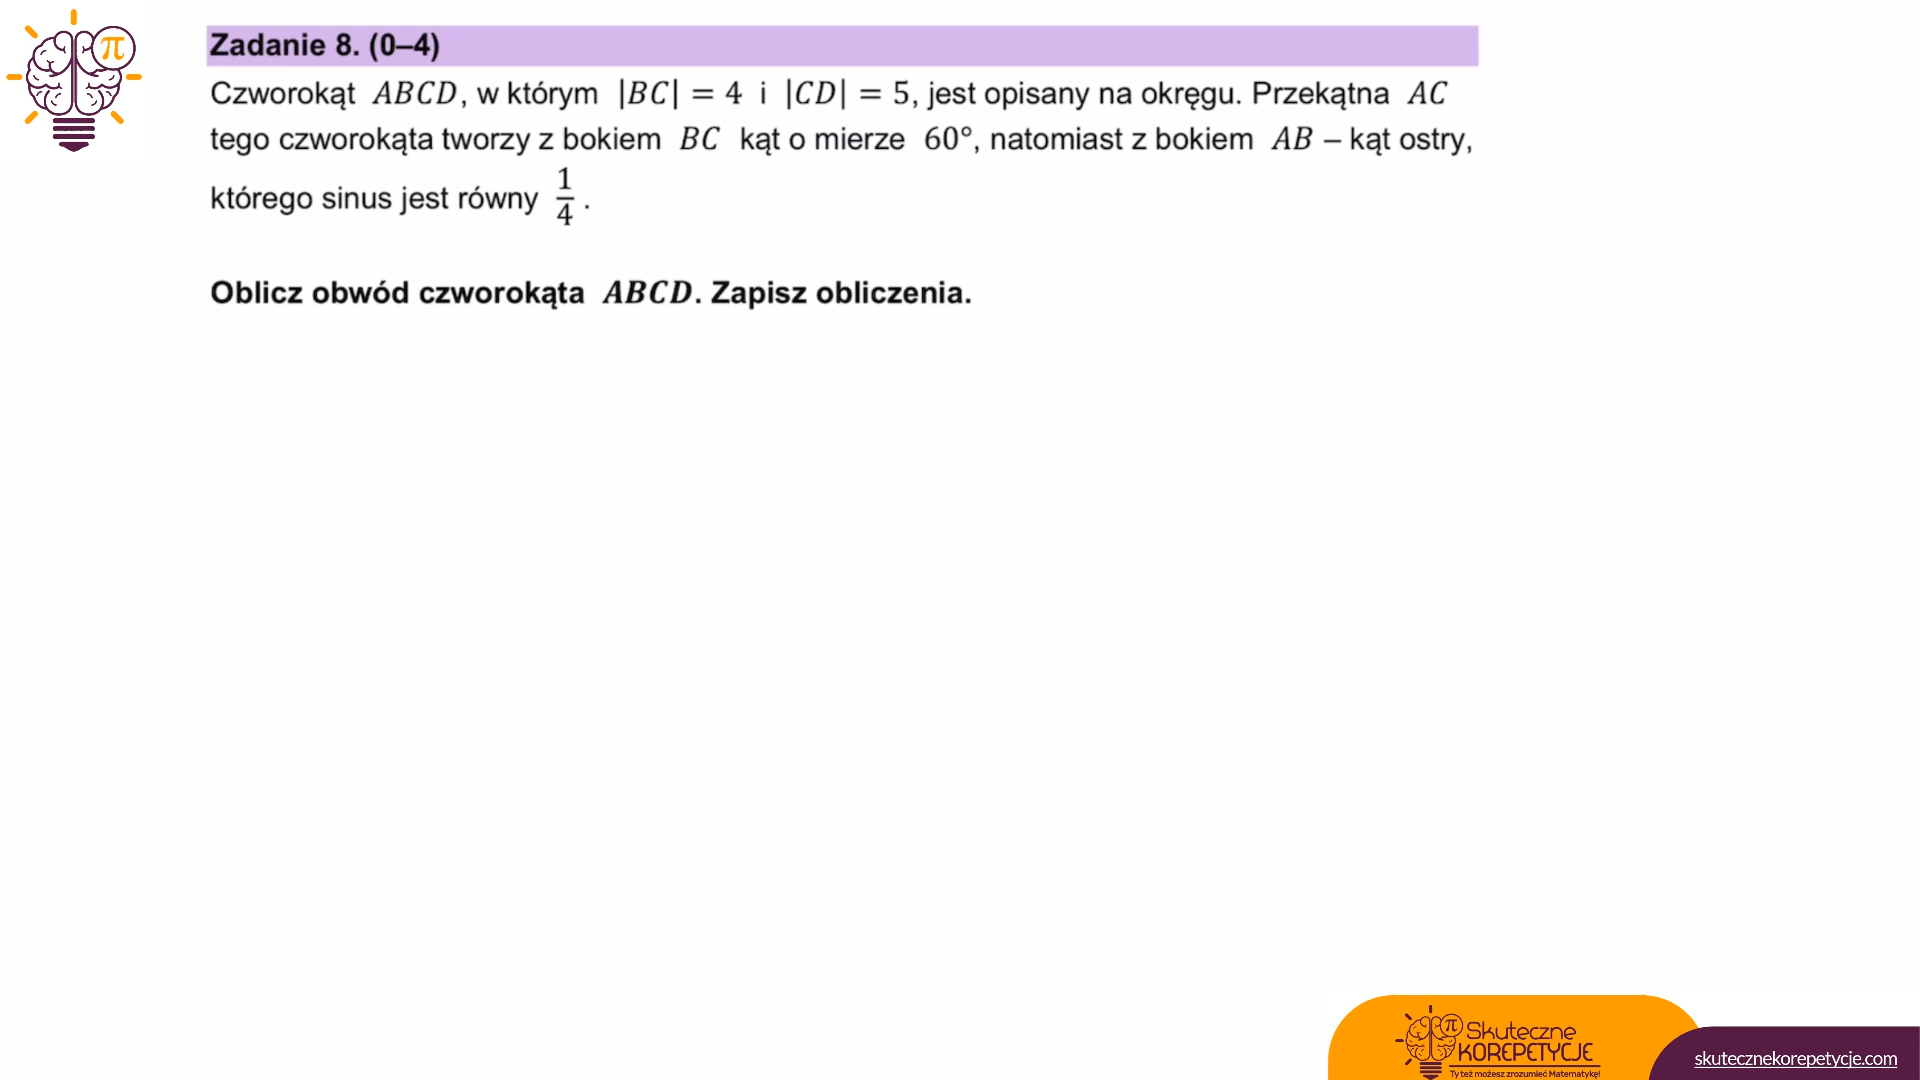 π
Zadanie 8. (0–4)
Czworokąt ABCD, w którym |BC| = 4 i |CD| = 5, jest opisany na okręgu. Przekątna AC
tego czworokąta tworzy z bokiem BC kąt o mierze 60°, natomiast z bokiem AB – kąt ostry,
którego sinus jest równy 1/4 .
Oblicz obwód czworokąta ABCD. Zapisz obliczenia.
π Skuteczne
KOREPETYCJE
Ty też możesz zrozumieć Matematykę!
skutecznekorepetycje.com